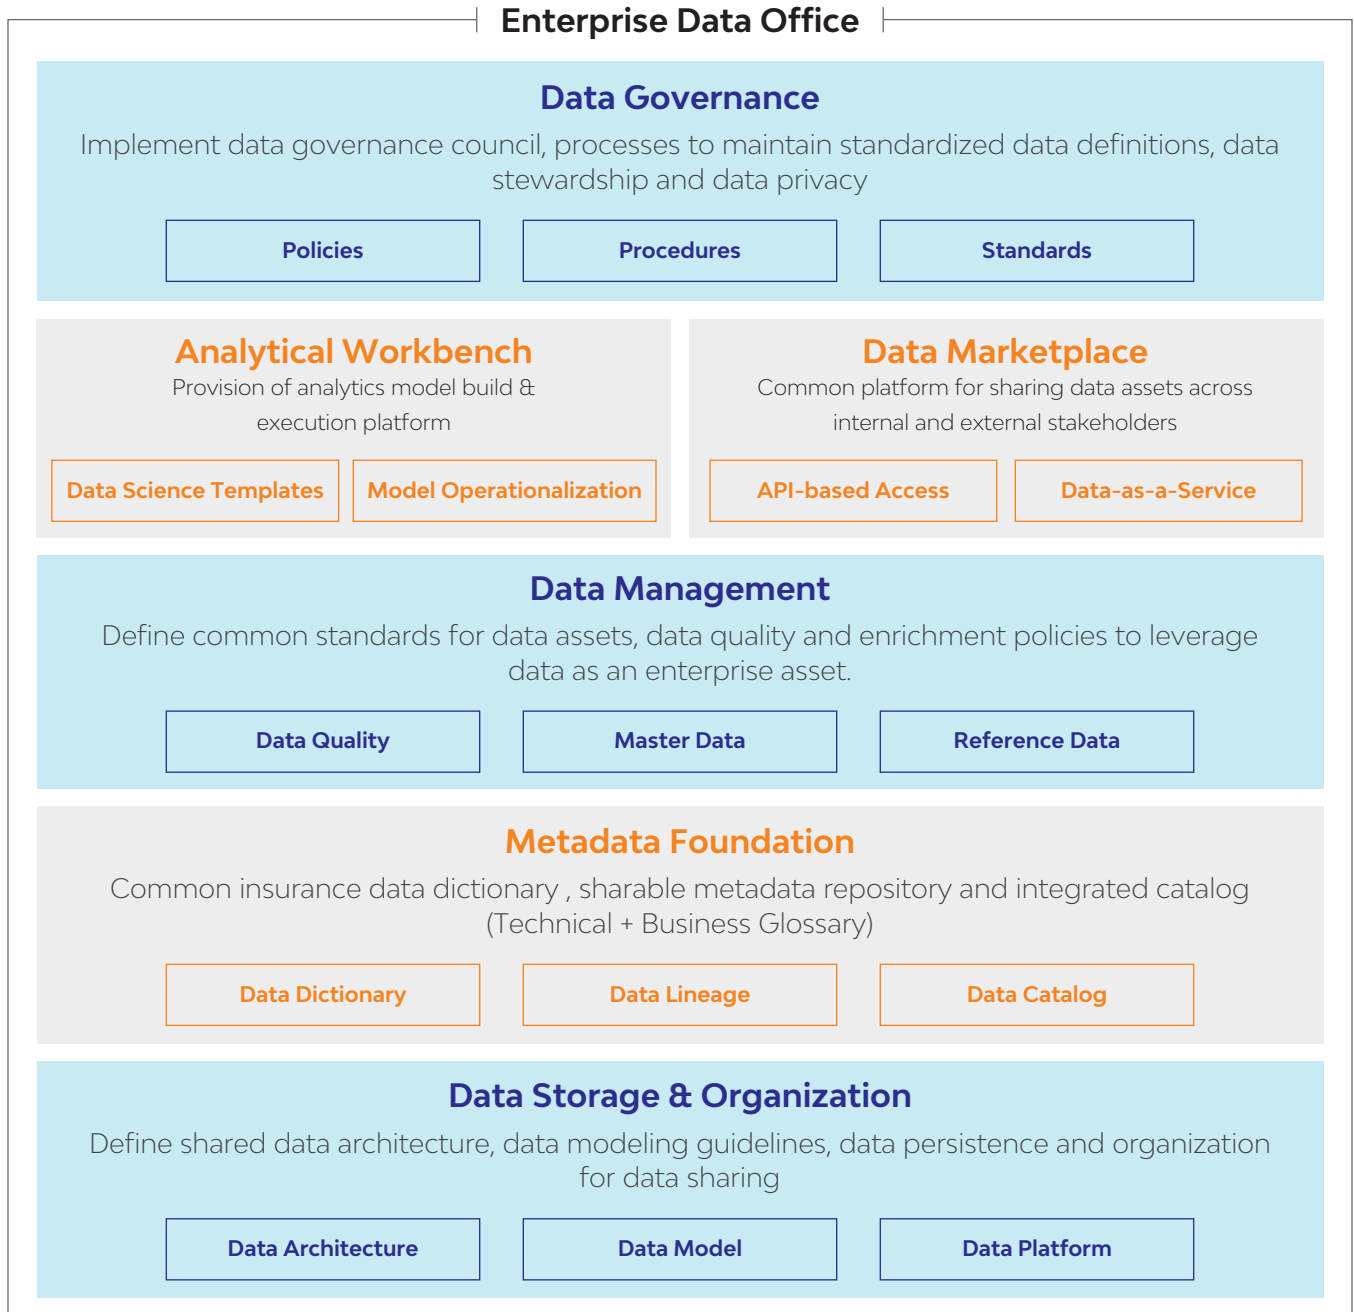 Enterprise Data Office
Data Governance
Implement data governance council, processes to maintain standardized data definitions, data
stewardship and data privacy
Policies
Procedures
Standards
Analytical Workbench
Provision of analytics model build &
execution platform
Data Science Templates
Model Operationalization
Data Marketplace
Common platform for sharing data assets across
internal and external stakeholders
API-based Access
Data-as-a-Service
Data Management
Define common standards for data assets, data quality and enrichment policies to leverage
data as an enterprise asset.
Data Quality
Master Data
Reference Data
Metadata Foundation
Common insurance data dictionary , sharable metadata repository and integrated catalog
(Technical + Business Glossary)
Data Dictionary
Data Lineage
Data Catalog
Data Storage & Organization
Define shared data architecture, data modeling guidelines, data persistence and organization
for data sharing
Data Architecture
Data Model
Data Platform